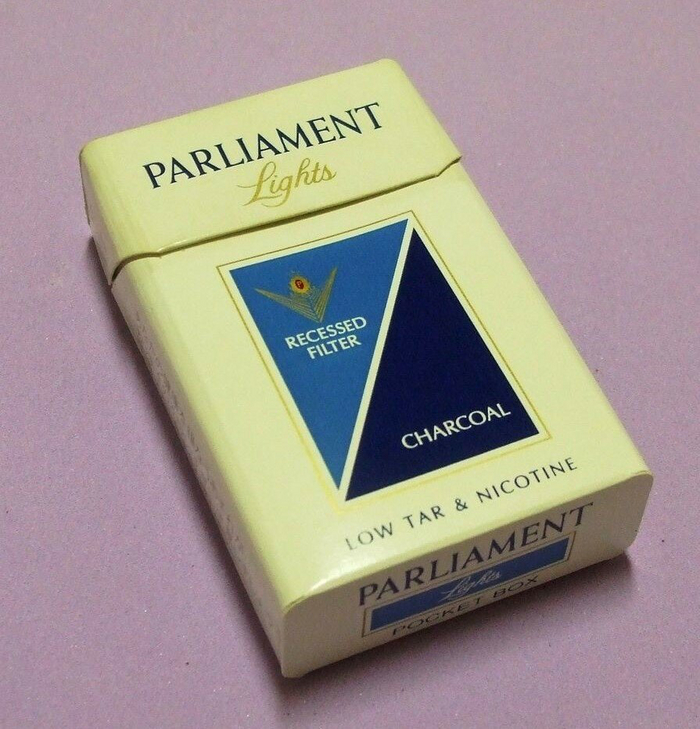 PARLIAMENT
Lights
RECESSED
FILTER
CHARCOAL
LOW TAR & NICOTINE
PARLIAMENT
Lights
POCKET BOX